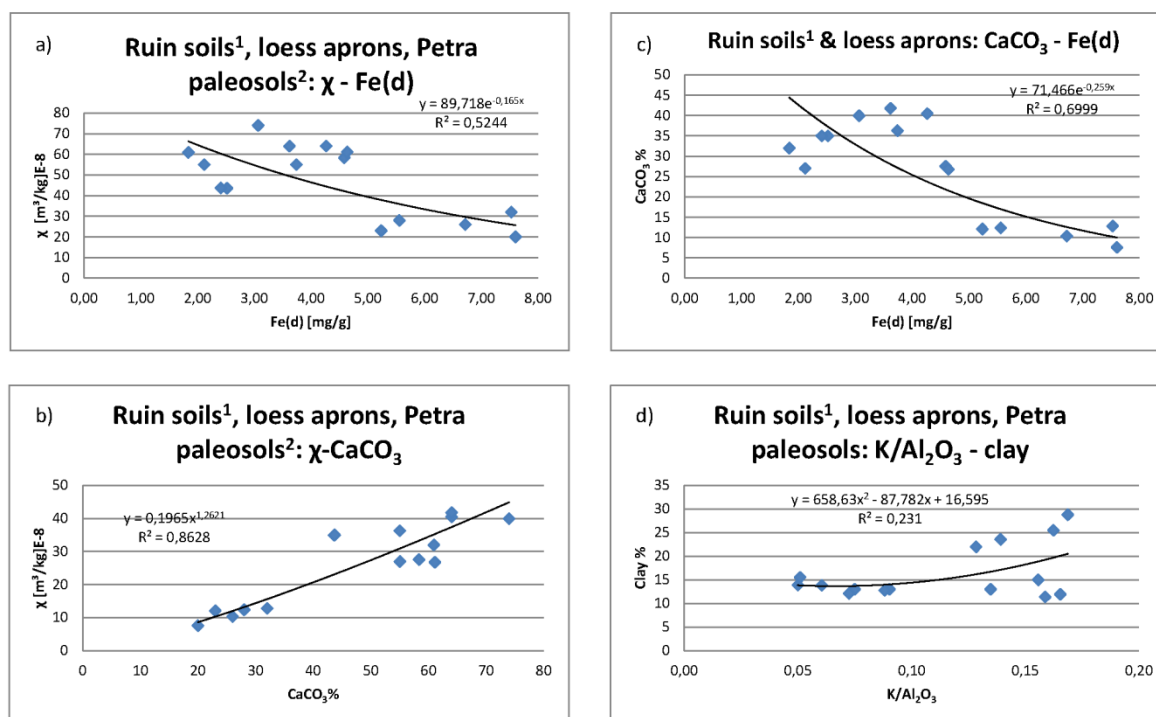 a)
Ruin soils¹, loess aprons, Petra
paleosols²: χ - Fe(d)
y = 89,718e^-0,165x
R² = 0,5244
80
70
60
50
40
30
20
10
0
χ [m³/kg]E-8
0,00 1,00 2,00 3,00 4,00 5,00 6,00 7,00 8,00
Fe(d) [mg/g]
c)
Ruin soils¹ & loess aprons: CaCO₃ - Fe(d)
y = 71,466e^-0,259x
R² = 0,6999
50
45
40
35
30
25
20
15
10
5
0
CaCO₃ %
0,00 1,00 2,00 3,00 4,00 5,00 6,00 7,00 8,00
Fe(d) [mg/g]
b)
Ruin soils¹, loess aprons, Petra
paleosols²: χ-CaCO₃
y = 0,1965x^1,2621
R² = 0,8628
50
40
30
20
10
0
χ [m³/kg]E-8
0 10 20 30 40 50 60 70 80
CaCO₃%
d)
Ruin soils¹, loess aprons, Petra
paleosols: K/Al₂O₃ - clay
y = 658,63x² - 87,782x + 16,595
R² = 0,231
35
30
25
20
15
10
5
0
Clay %
0,00 0,05 0,10 0,15 0,20
K/Al₂O₃